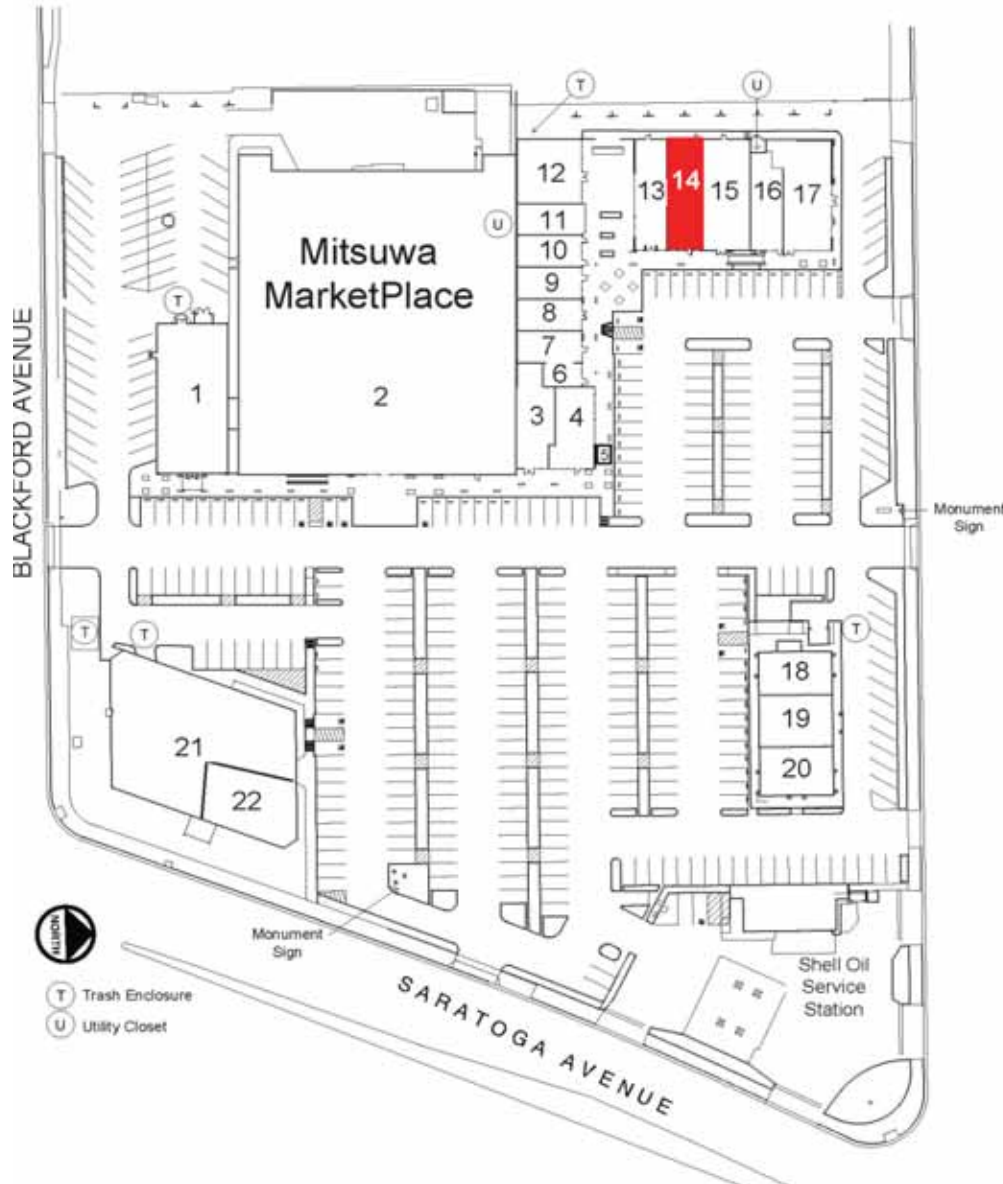 T
U
12
13
14
15
16
17
11
U
Mitsuwa
MarketPlace
10
9
8
T
7
6
1
2
3
4
5
BLACKFORD AVENUE
Monument
Sign
T
T
T
18
19
20
21
22
Monument
Sign
NORTH
T Trash Enclosure
U Utility Closet
SARATOGA AVENUE
Shell Oil
Service
Station